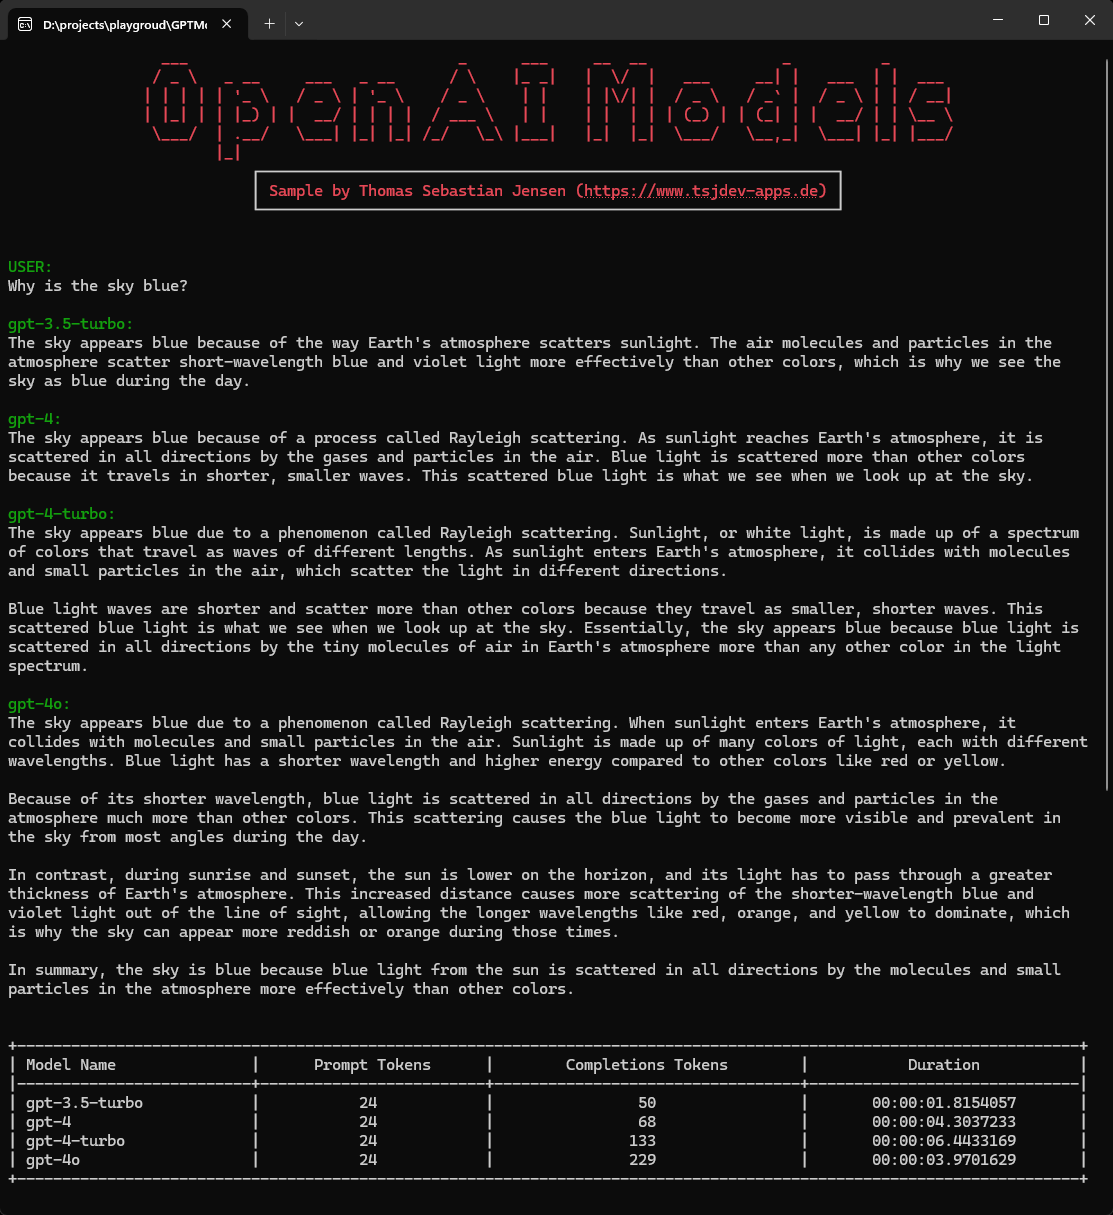 D:\projects\playgroud\GPTMo
OpenAI Models
Sample by Thomas Sebastian Jensen (https://www.tsjdev-apps.de)
USER:
Why is the sky blue?
gpt-3.5-turbo:
The sky appears blue because of the way Earth's atmosphere scatters sunlight. The air molecules and particles in the
atmosphere scatter short-wavelength blue and violet light more effectively than other colors, which is why we see the
sky as blue during the day.
gpt-4:
The sky appears blue because of a process called Rayleigh scattering. As sunlight reaches Earth's atmosphere, it is
scattered in all directions by the gases and particles in the air. Blue light is scattered more than other colors
because it travels in shorter, smaller waves. This scattered blue light is what we see when we look up at the sky.
gpt-4-turbo:
The sky appears blue due to a phenomenon called Rayleigh scattering. Sunlight, or white light, is made up of a spectrum
of colors that travel as waves of different lengths. As sunlight enters Earth's atmosphere, it collides with molecules
and small particles in the air, which scatter the light in different directions.
Blue light waves are shorter and scatter more than other colors because they travel as smaller, shorter waves. This
scattered blue light is what we see when we look up at the sky. Essentially, the sky appears blue because blue light is
scattered in all directions by the tiny molecules of air in Earth's atmosphere more than any other color in the light
spectrum.
gpt-4o:
The sky appears blue due to a phenomenon called Rayleigh scattering. When sunlight enters Earth's atmosphere, it
collides with molecules and small particles in the air. Sunlight is made up of many colors of light, each with different
wavelengths. Blue light has a shorter wavelength and higher energy compared to other colors like red or yellow.
Because of its shorter wavelength, blue light is scattered in all directions by the gases and particles in the
atmosphere much more than other colors. This scattering causes the blue light to become more visible and prevalent in
the sky from most angles during the day.
In contrast, during sunrise and sunset, the sun is lower on the horizon, and its light has to pass through a greater
thickness of Earth's atmosphere. This increased distance causes more scattering of the shorter-wavelength blue and
violet light out of the line of sight, allowing the longer wavelengths like red, orange, and yellow to dominate, which
is why the sky can appear more reddish or orange during those times.
In summary, the sky is blue because blue light from the sun is scattered in all directions by the molecules and small
particles in the atmosphere more effectively than other colors.
Model Name Prompt Tokens Completions Tokens Duration
gpt-3.5-turbo 24 50 00:00:01.8154057
gpt-4 24 68 00:00:04.3037233
gpt-4-turbo 24 133 00:00:06.4433169
gpt-4o 24 229 00:00:03.9701629